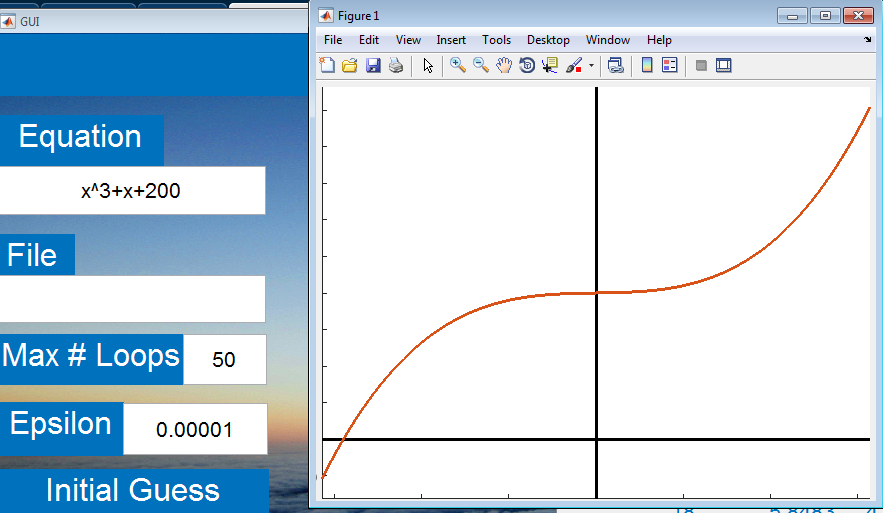 GUI
Figure 1
File Edit View Insert Tools Desktop Window Help
Equation
x^3+x+200
File
Max # Loops 50
Epsilon 0.00001
Initial Guess